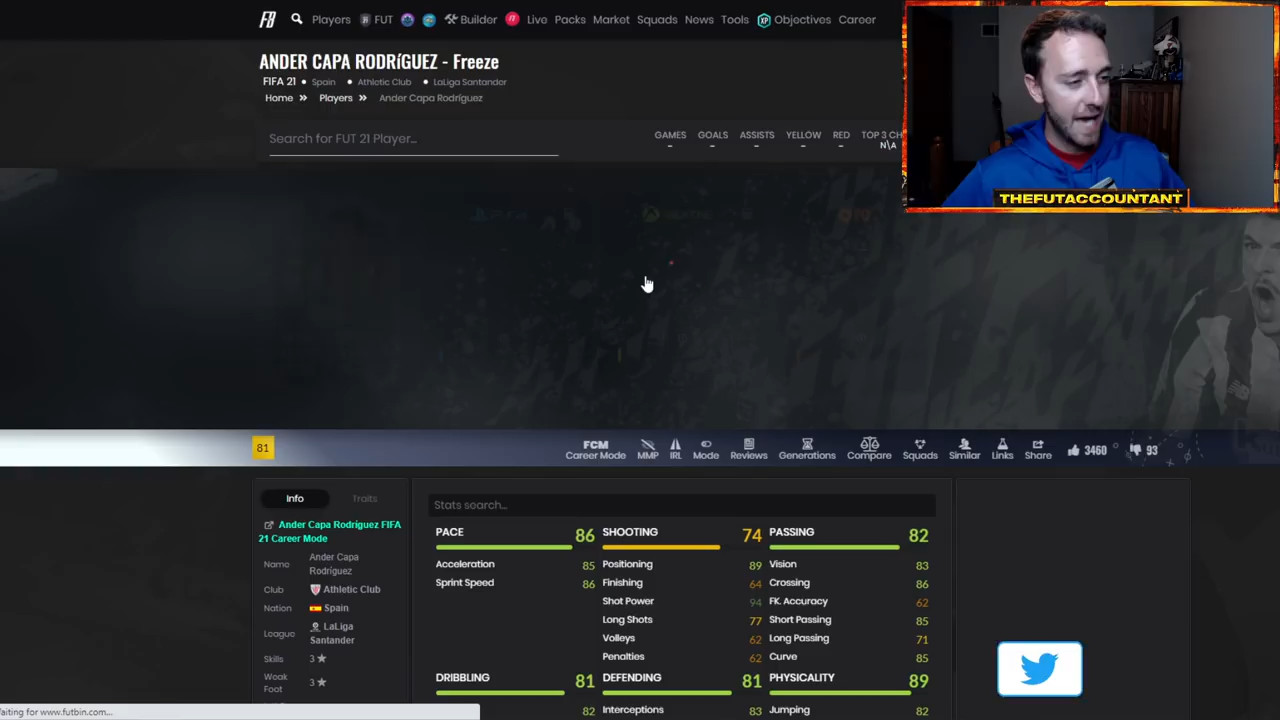 Players FUT Builder Live Packs Market Squads News Tools XP Objectives Career
ANDER CAPA RODRíGUEZ - Freeze
FIFA 21 • Spain • Athletic Club • LaLiga Santander
Home » Players » Ander Capa Rodríguez
Search for FUT 21 Player...
GAMES GOALS ASSISTS YELLOW RED TOP 3 CH
- - - - - N\A
THEFUTACCOUNTANT
81
FCM
Career Mode MMP IRL Mode Reviews Generations Compare Squads Similar Links Share 3460 93
Info Traits
Stats search...
Ander Capa Rodríguez FIFA
21 Career Mode
Name Ander Capa
Rodríguez
Club Athletic Club
Nation Spain
League LaLiga
Santander
Skills 3★
Weak
Foot 3★
PACE 86
Acceleration 85
Sprint Speed 86
SHOOTING 74
Positioning 89
Finishing 64
Shot Power 94
Long Shots 77
Volleys 62
Penalties 62
PASSING 82
Vision 83
Crossing 86
FK. Accuracy 62
Short Passing 85
Long Passing 71
Curve 85
DRIBBLING 81
82
DEFENDING 81
Interceptions 83
PHYSICALITY 89
Jumping 82
aiting for www.futbin.com...